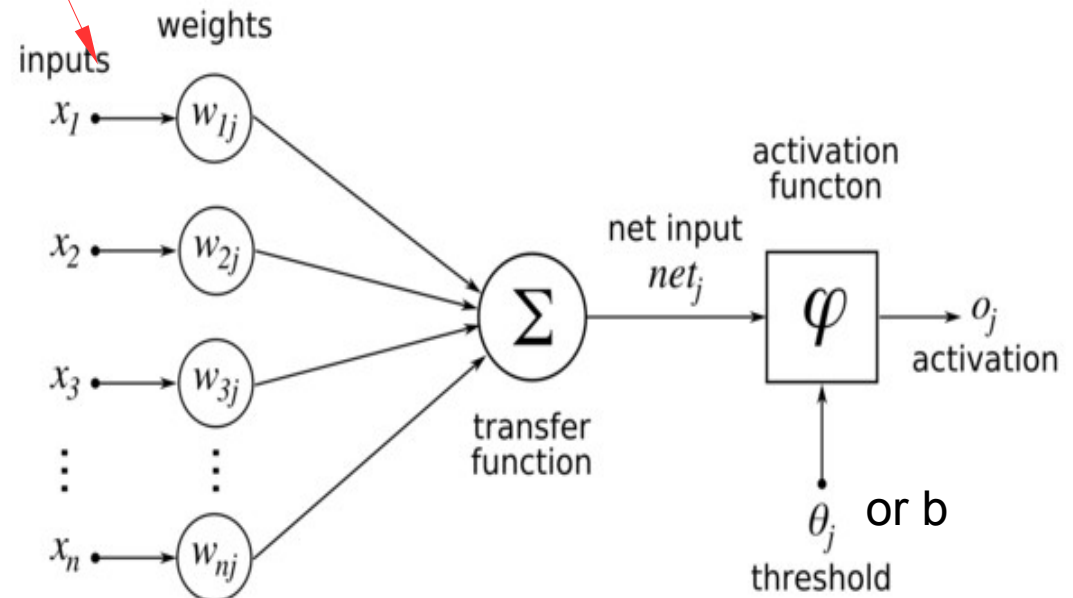 weights
inputs
x1
w1j
x2
w2j
x3
w3j
⋮
⋮
xn
wnj
Σ
transfer
function
net input
netj
activation
functon
φ
oj
activation
θj or b
threshold